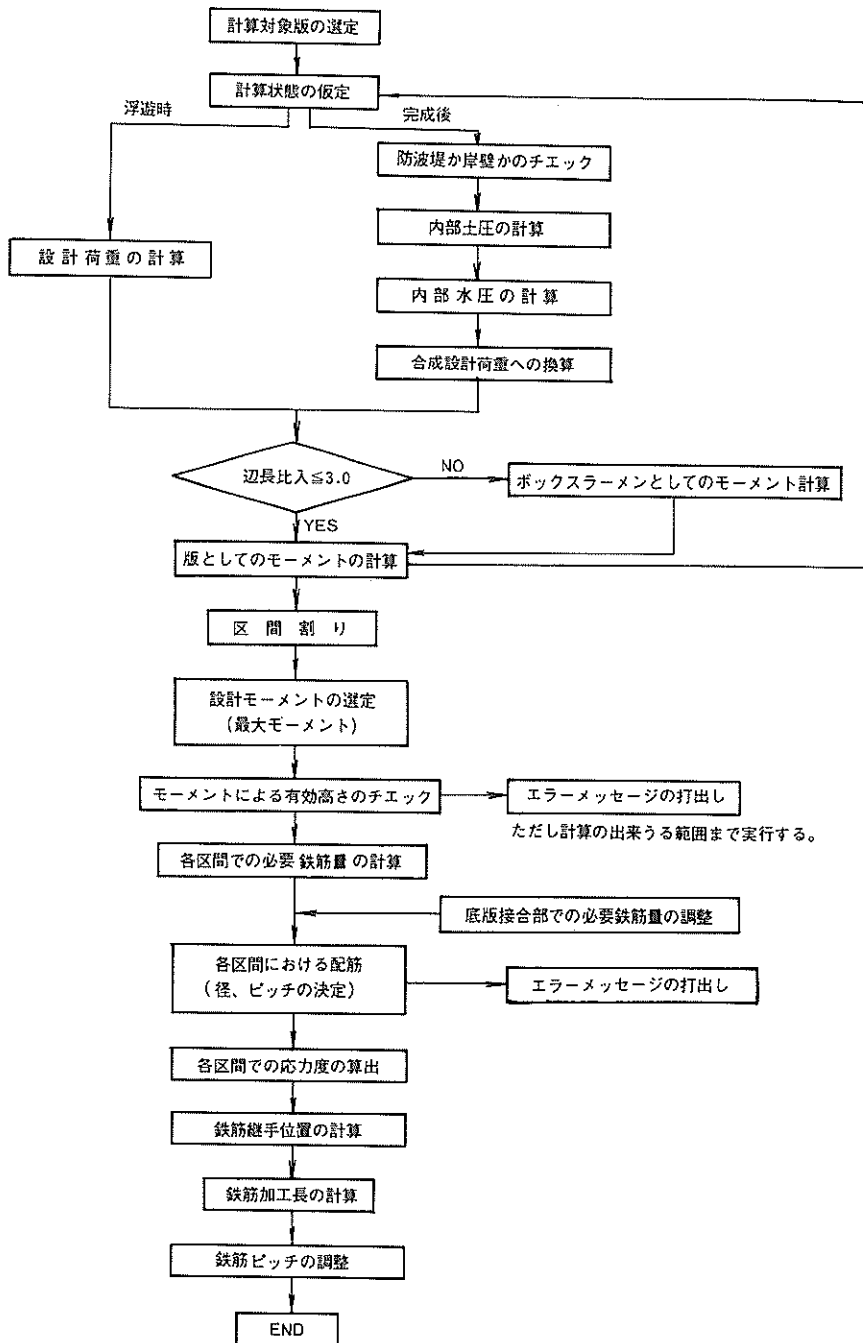 計算対象版の選定
計算状態の仮定
浮遊時
完成後
防波堤か岸壁かのチエック
内部土圧の計算
設計荷重の計算
内部水圧の計算
合成設計荷重への換算
辺長比入≦3.0
NO
ボックスラーメンとしてのモーメント計算
YES
版としてのモーメントの計算
区間割り
設計モーメントの選定
(最大モーメント)
モーメントによる有効高さのチエック
エラーメッセージの打出し
ただし計算の出来うる範囲まで実行する。
各区間での必要鉄筋量の計算
底版接合部での必要鉄筋量の調整
各区間における配筋
(径、ピッチの決定)
エラーメッセージの打出し
各区間での応力度の算出
鉄筋継手位置の計算
鉄筋加工長の計算
鉄筋ピッチの調整
END